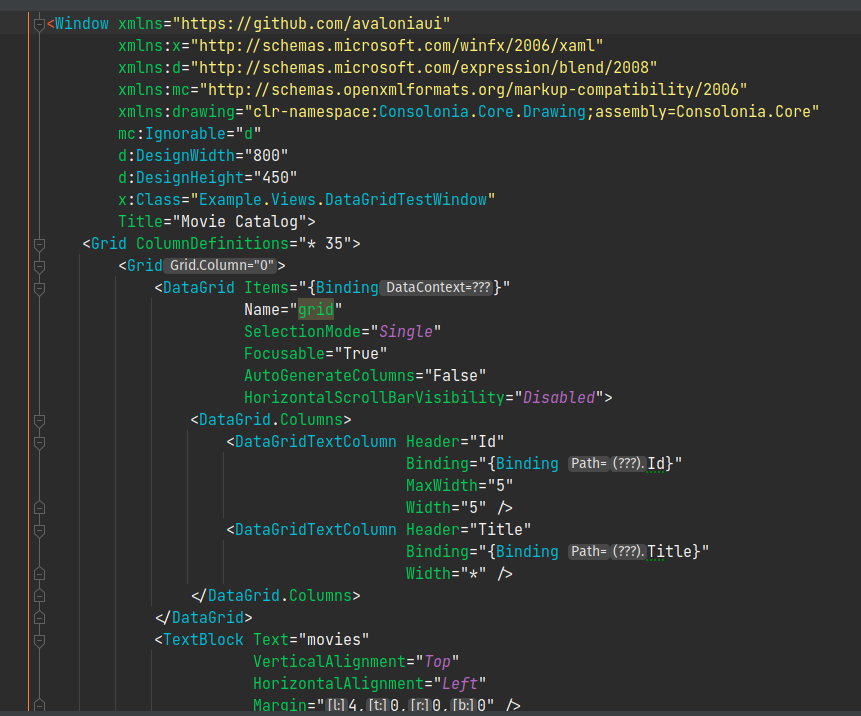 <Window xmlns="https://github.com/avaloniaui"
xmlns:x="http://schemas.microsoft.com/winfx/2006/xaml"
xmlns:d="http://schemas.microsoft.com/expression/blend/2008"
xmlns:mc="http://schemas.openxmlformats.org/markup-compatibility/2006"
xmlns:drawing="clr-namespace:Consolonia.Core.Drawing;assembly=Consolonia.Core"
mc:Ignorable="d"
d:DesignWidth="800"
d:DesignHeight="450"
x:Class="Example.Views.DataGridTestWindow"
Title="Movie Catalog">
<Grid ColumnDefinitions="* 35">
<Grid Grid.Column="0">
<DataGrid Items="{Binding DataContext=???}"
Name="grid"
SelectionMode="Single"
Focusable="True"
AutoGenerateColumns="False"
HorizontalScrollBarVisibility="Disabled">
<DataGrid.Columns>
<DataGridTextColumn Header="Id"
Binding="{Binding Path= (???).Id}"
MaxWidth="5"
Width="5" />
<DataGridTextColumn Header="Title"
Binding="{Binding Path= (???).Title}"
Width="*" />
</DataGrid.Columns>
</DataGrid>
<TextBlock Text="movies"
VerticalAlignment="Top"
HorizontalAlignment="Left"
Margin="[l:]4,[t:]0,[r:]0,[b:]0" />